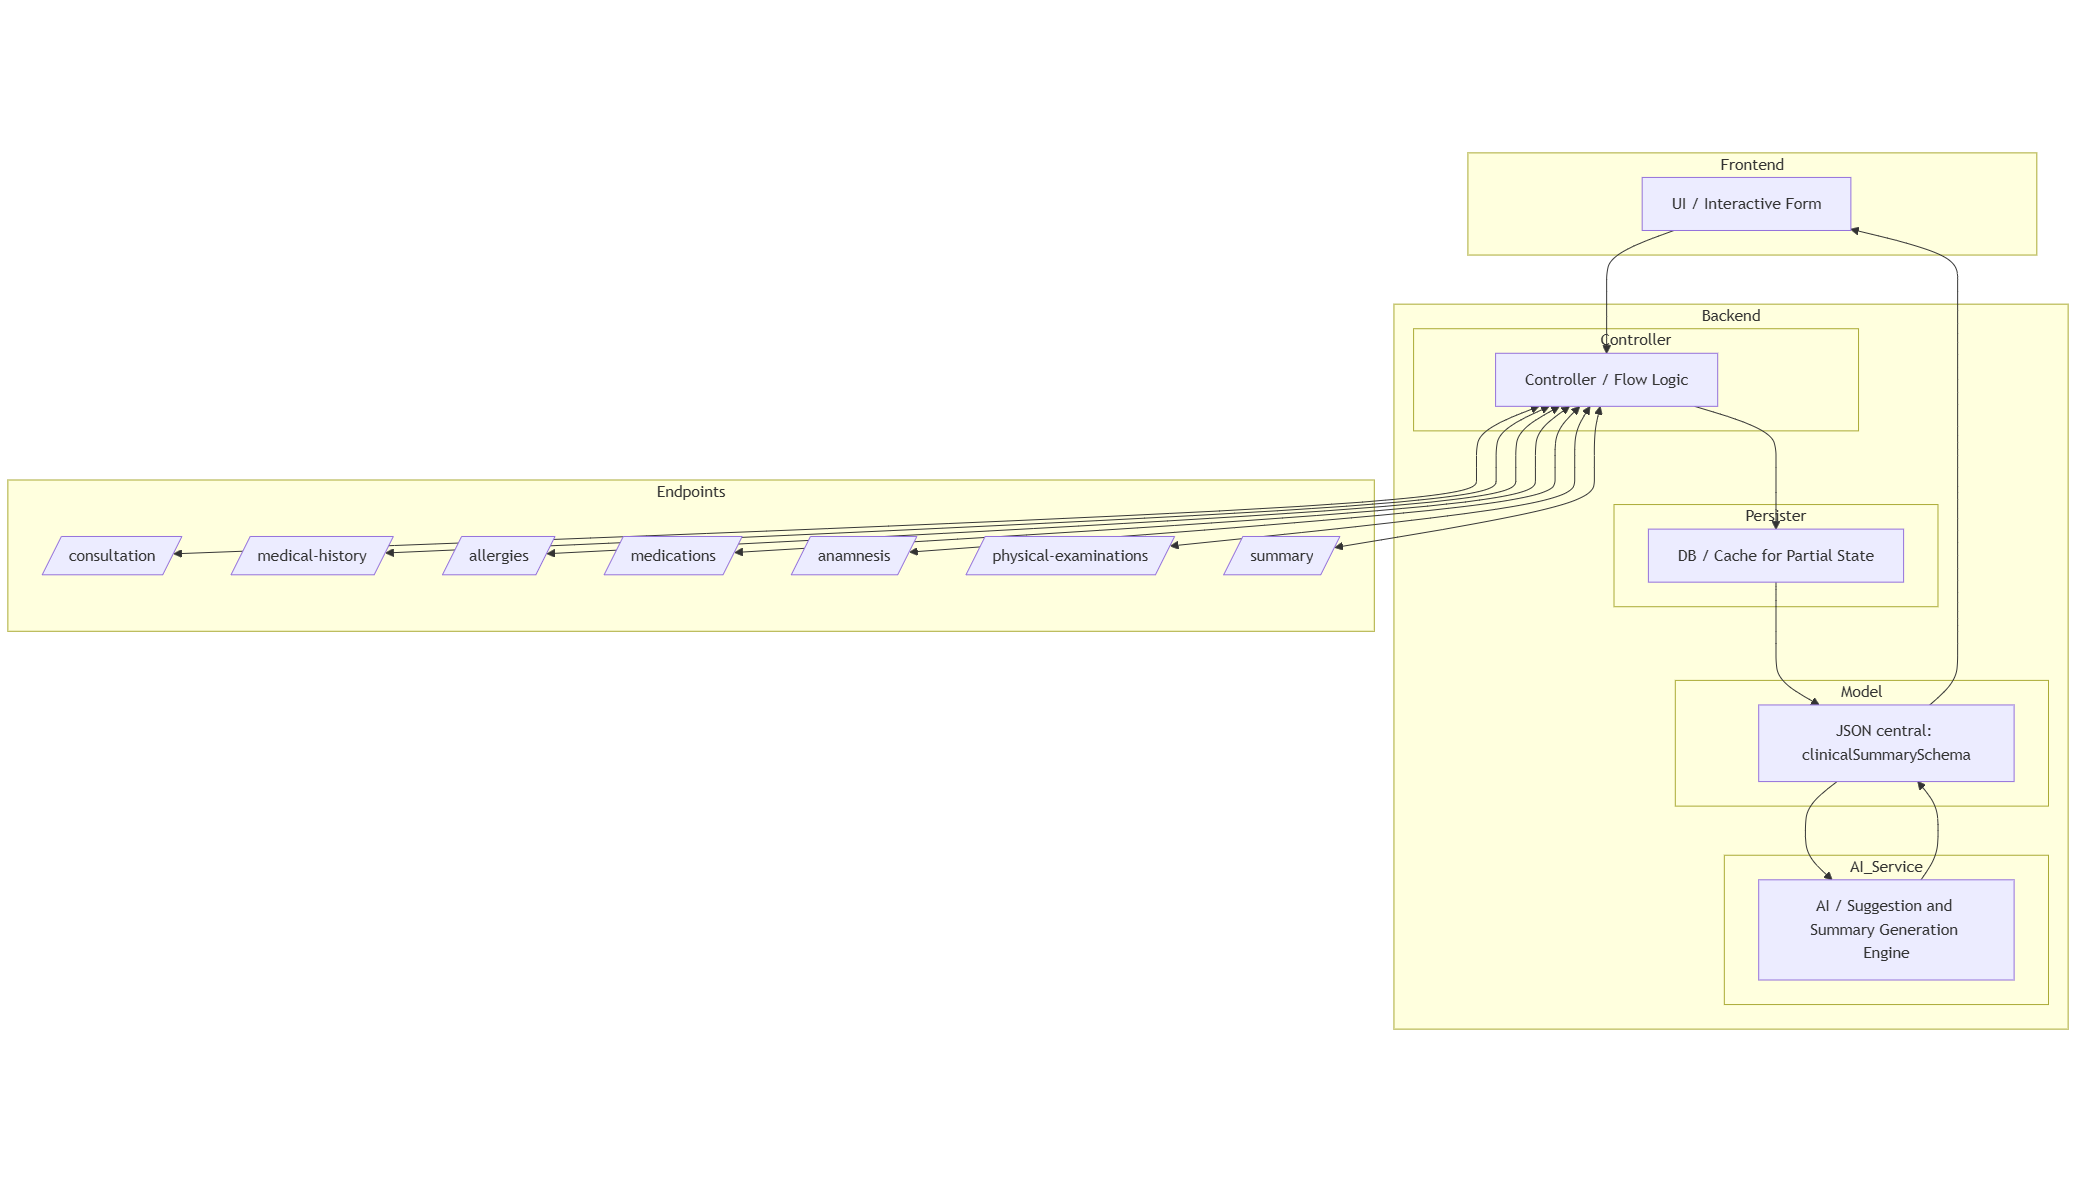 Frontend
UI / Interactive Form
Backend
Controller
Controller / Flow Logic
Endpoints
consultation
medical-history
allergies
medications
anamnesis
physical-examinations
summary
Persister
DB / Cache for Partial State
Model
JSON central:
clinicalSummarySchema
AI_Service
AI / Suggestion and
Summary Generation
Engine